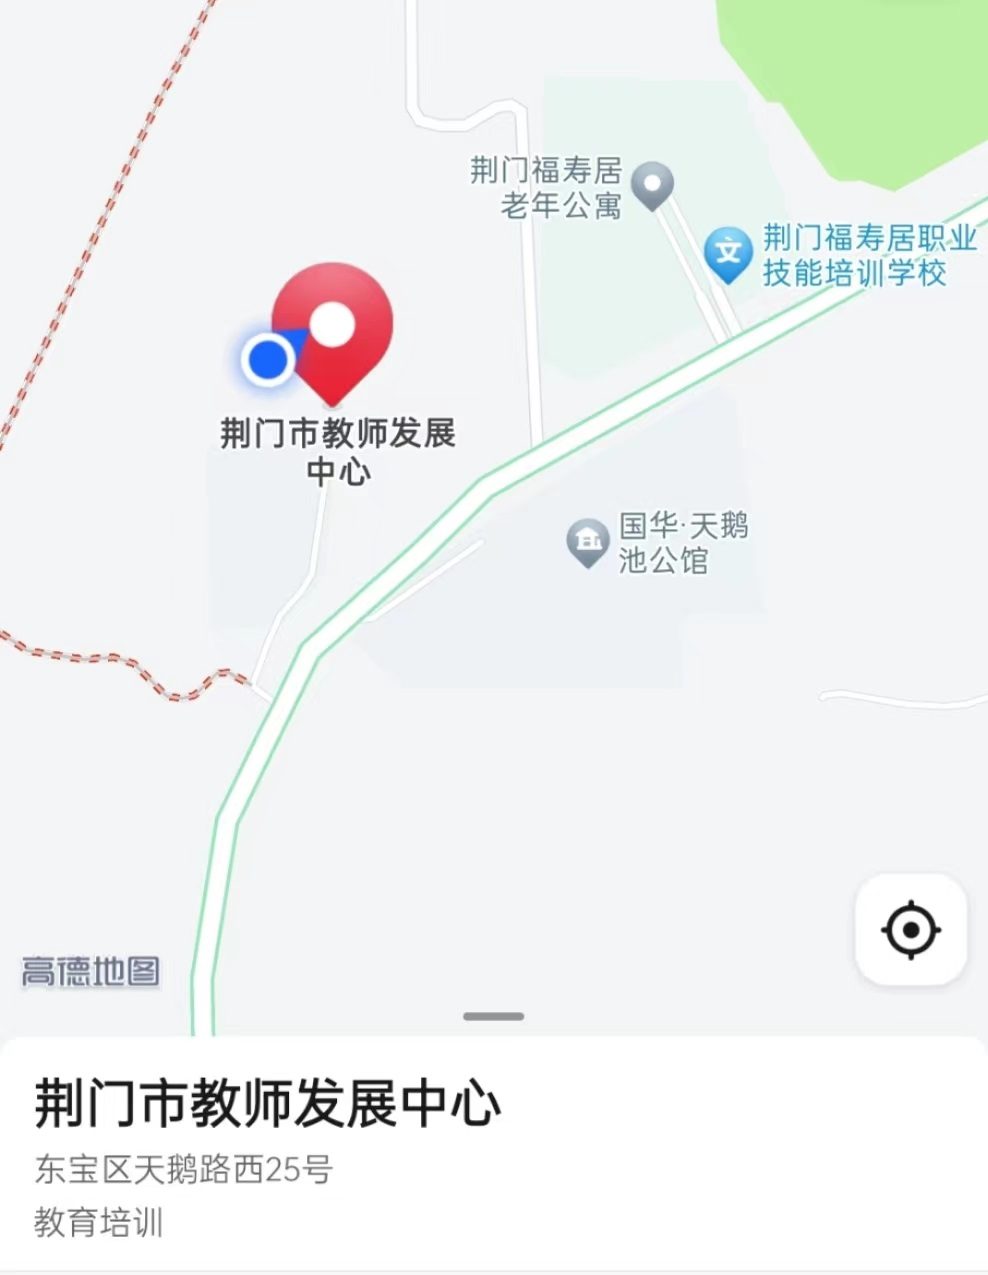 荆门福寿居
老年公寓
文
荆门福寿居职业
技能培训学校
荆门市教师发展
中心
国华·天鹅
池公馆
高德地图
荆门市教师发展中心
东宝区天鹅路西25号
教育培训